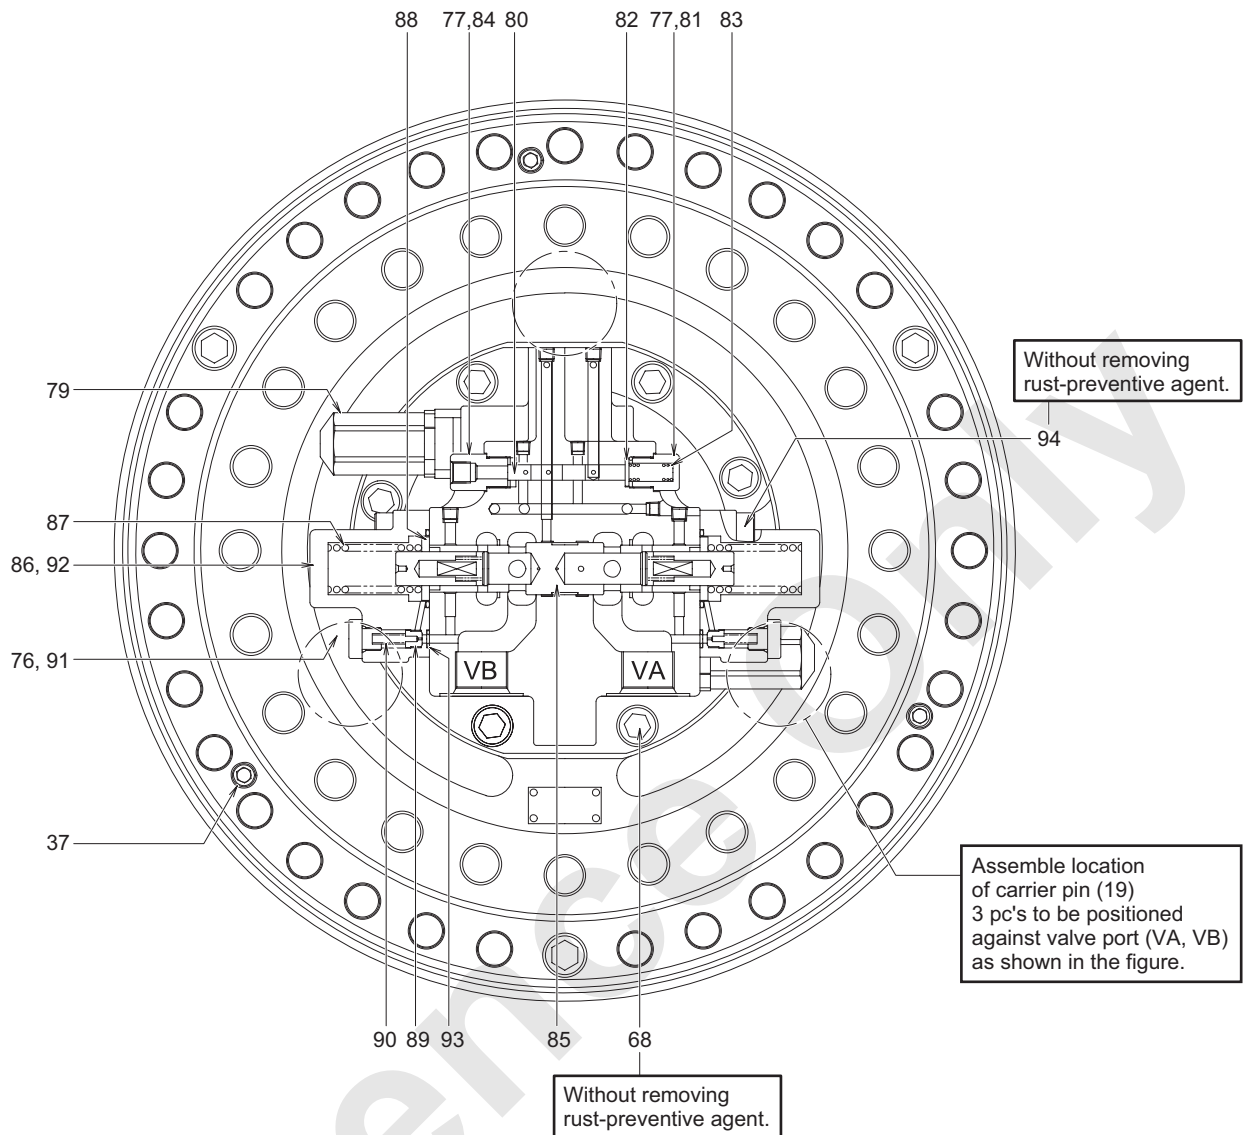 88 77,84 80 82 77,81 83
Without removing
rust-preventive agent.
79
94
87
86, 92
76, 91
VB VA
37
Assemble location
of carrier pin (19)
3 pc's to be positioned
against valve port (VA, VB)
as shown in the figure.
90 89 93 85 68
Without removing
rust-preventive agent.
ence Only